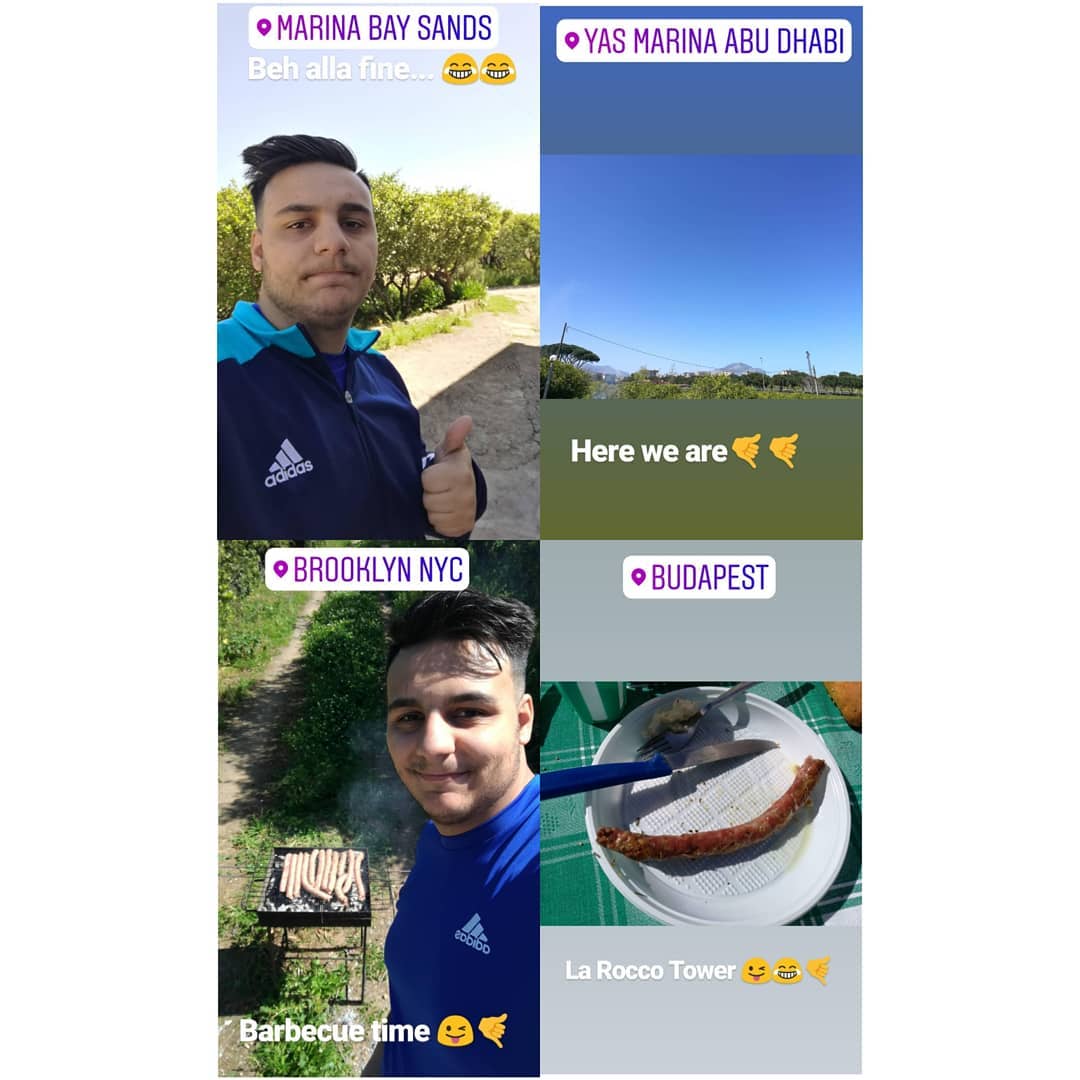 MARINA BAY SANDS
Beh alla fine... 😂😂
adidas
YAS MARINA ABU DHABI
Here we are🤙🤙
BROOKLYN NYC
adidas
Barbecue time 😜🤙
BUDAPEST
La Rocco Tower 😜😂🤙